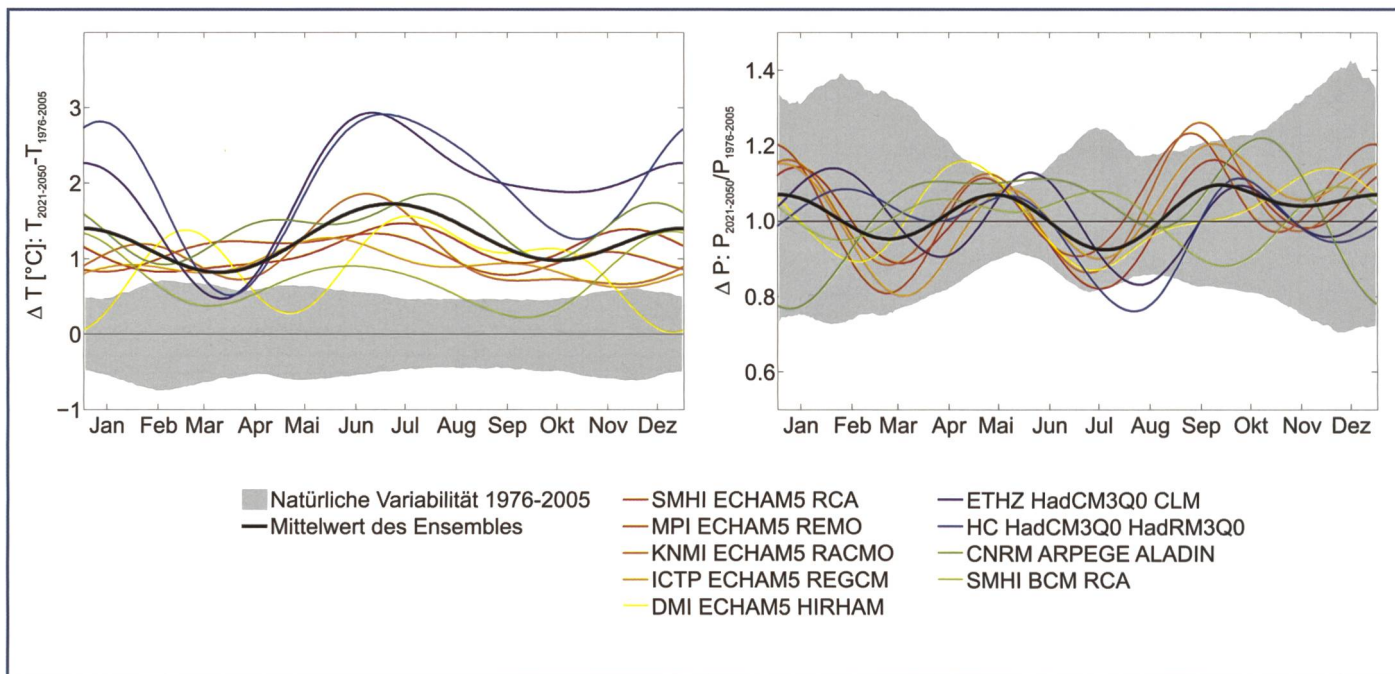 Δ T [°C]: T2021-2050-T1976-2005
3
2
1
0
−1
Jan Feb Mar Apr Mai Jun Jul Aug Sep Okt Nov Dez
Δ P: P2021-2050/P1976-2005
1.4
1.2
1.0
0.8
0.6
Jan Feb Mar Apr Mai Jun Jul Aug Sep Okt Nov Dez
Natürliche Variabilität 1976-2005
Mittelwert des Ensembles
SMHI ECHAM5 RCA
MPI ECHAM5 REMO
KNMI ECHAM5 RACMO
ICTP ECHAM5 REGCM
DMI ECHAM5 HIRHAM
ETHZ HadCM3Q0 CLM
HC HadCM3Q0 HadRM3Q0
CNRM ARPEGE ALADIN
SMHI BCM RCA